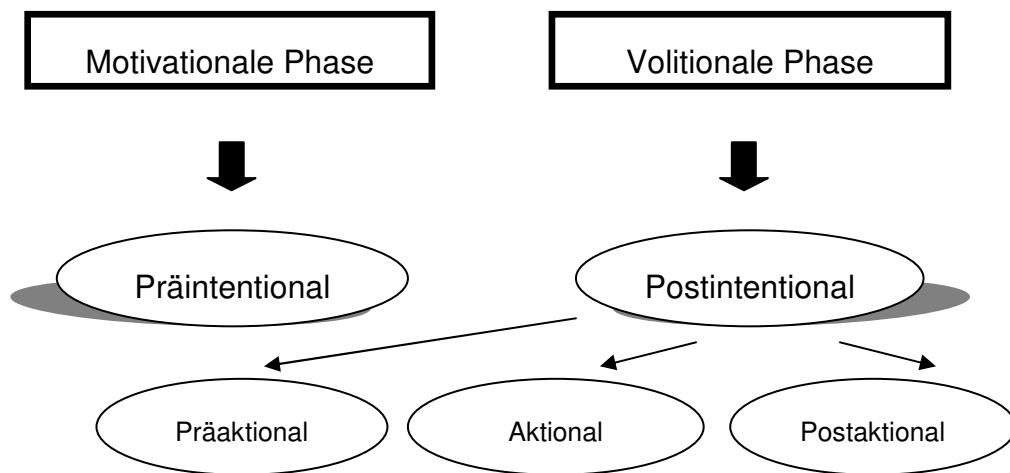 Motivationale Phase
Volitionale Phase
Präintentional
Postintentional
Präaktional
Aktional
Postaktional